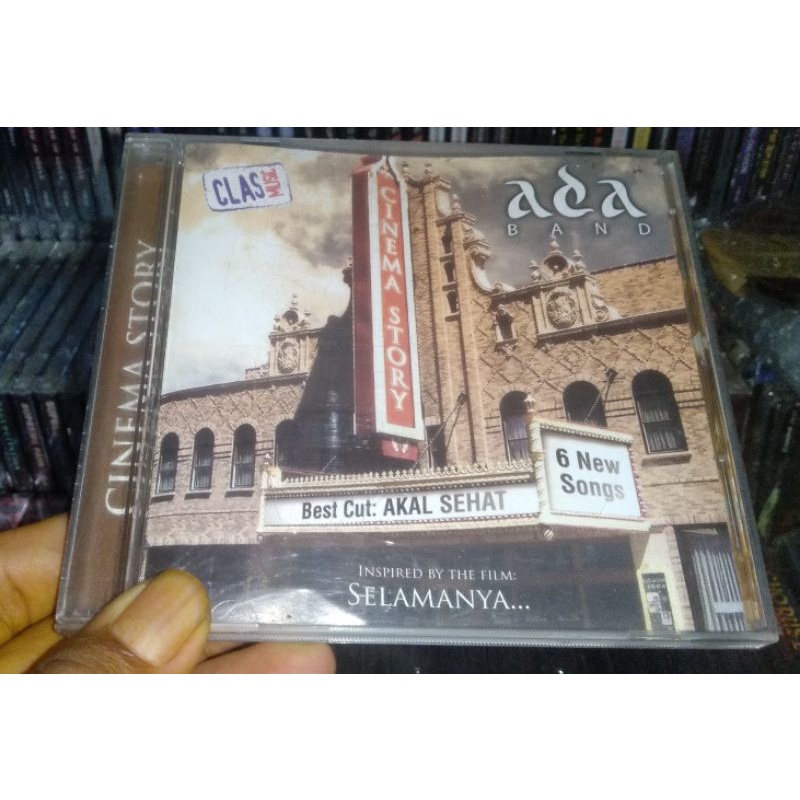 CINEMA STORY
CLAS MUSIC
CINEMA STORY
ada
BAND
6 New
Songs
Best Cut: AKAL SEHAT
INSPIRED BY THE FILM:
SELAMANYA...